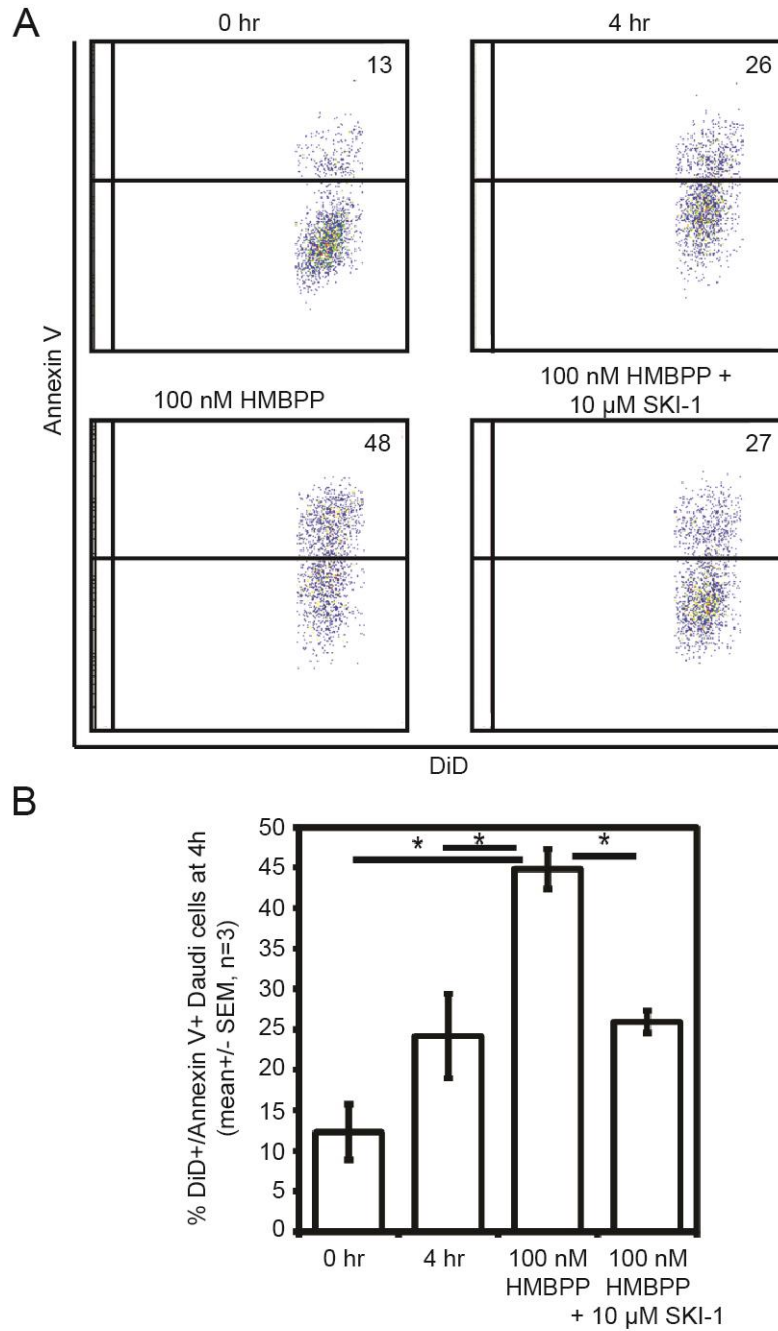 A
0 hr
4 hr
13
26
Annexin V
100 nM HMBPP
100 nM HMBPP +
10 µM SKI-1
48
27
DiD
B
% DiD+/Annexin V+ Daudi cells at 4h
(mean+/- SEM, n=3)
50
45
40
35
30
25
20
15
10
5
0
*
*
*
0 hr
4 hr
100 nM
HMBPP
100 nM
HMBPP
+ 10 µM SKI-1